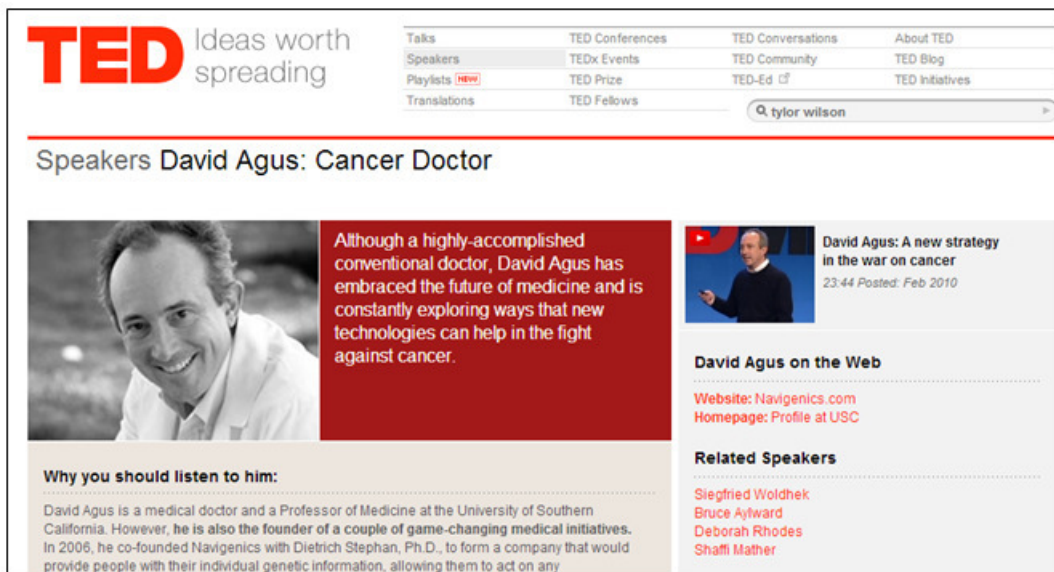 TED Ideas worth
spreading
Talks
Speakers
Playlists NEW
Translations
TED Conferences
TEDx Events
TED Prize
TED Fellows
TED Conversations
TED Community
TED-Ed
About TED
TED Blog
TED Initiatives
tylor wilson
Speakers David Agus: Cancer Doctor
Although a highly-accomplished
conventional doctor, David Agus has
embraced the future of medicine and is
constantly exploring ways that new
technologies can help in the fight
against cancer.
David Agus: A new strategy
in the war on cancer
23:44 Posted: Feb 2010
David Agus on the Web
Website: Navigenics.com
Homepage: Profile at USC
Related Speakers
Siegfried Woldhek
Bruce Aylward
Deborah Rhodes
Shaffi Mather
Why you should listen to him:
David Agus is a medical doctor and a Professor of Medicine at the University of Southern
California. However, he is also the founder of a couple of game-changing medical initiatives.
In 2006, he co-founded Navigenics with Dietrich Stephan, Ph.D., to form a company that would
provide people with their individual genetic information, allowing them to act on any